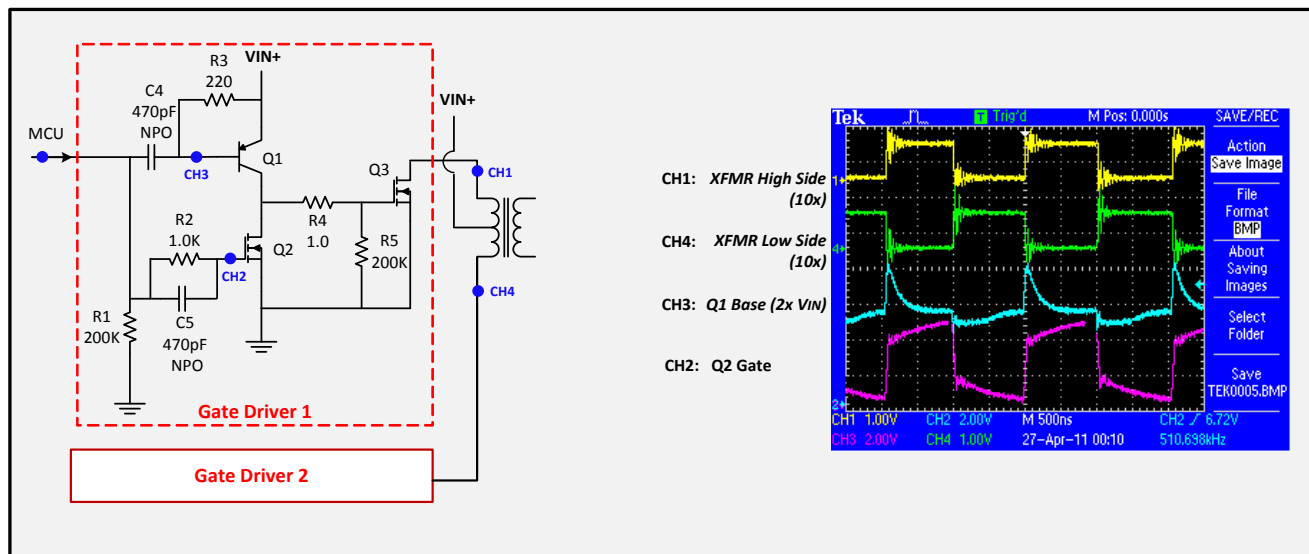 VIN+
R3
220
C4
470pF
NPO
MCU
Q1
CH3
R2
1.0K
CH2
Q2
R4
1.0
Q3
R5
200K
C5
470pF
NPO
R1
200K
VIN+
CH1
CH4
Gate Driver 1
Gate Driver 2
CH1: XFMR High Side
(10x)
CH4: XFMR Low Side
(10x)
CH3: Q1 Base (2x VIN)
CH2: Q2 Gate
Tek
T Trig'd
M Pos: 0.000s
SAVE/REC
Action
Save Image
File
Format
BMP
About
Saving
Images
Select
Folder
Save
TEK0005.BMP
1
4
2
CH1 1.00V
CH2 2.00V
M 500ns
CH2 6.72V
CH3 2.00V
CH4 1.00V
27-Apr-11 00:10
510.698kHz